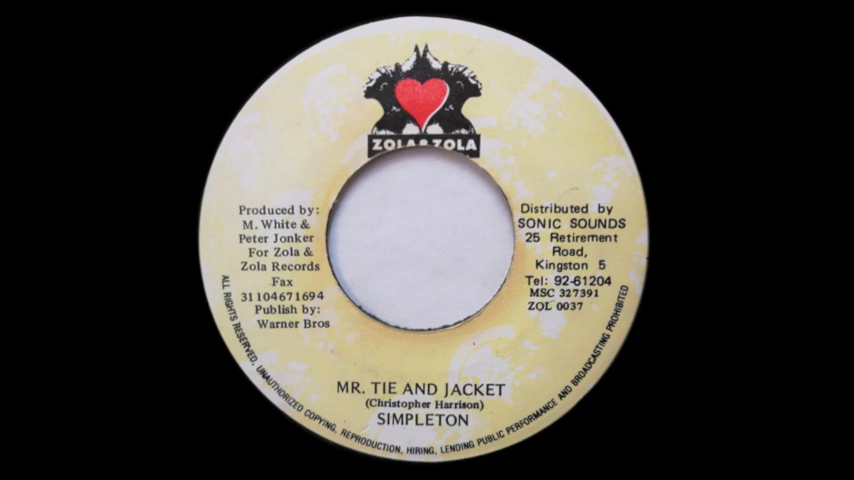 ZOLA & ZOLA
Produced by:
M. White &
Peter Jonker
For Zola &
Zola Records
Fax
31104671694
Publish by:
Warner Bros
Distributed by
SONIC SOUNDS
25 Retirement
Road,
Kingston 5
Tel: 92-61204
MSC 327391
ZOL 0037
MR. TIE AND JACKET
(Christopher Harrison)
SIMPLETON
ALL RIGHTS RESERVED, UNAUTHORIZED COPYING, REPRODUCTION, HIRING, LENDING PUBLIC PERFORMANCE AND BROADCASTING PROHIBITED